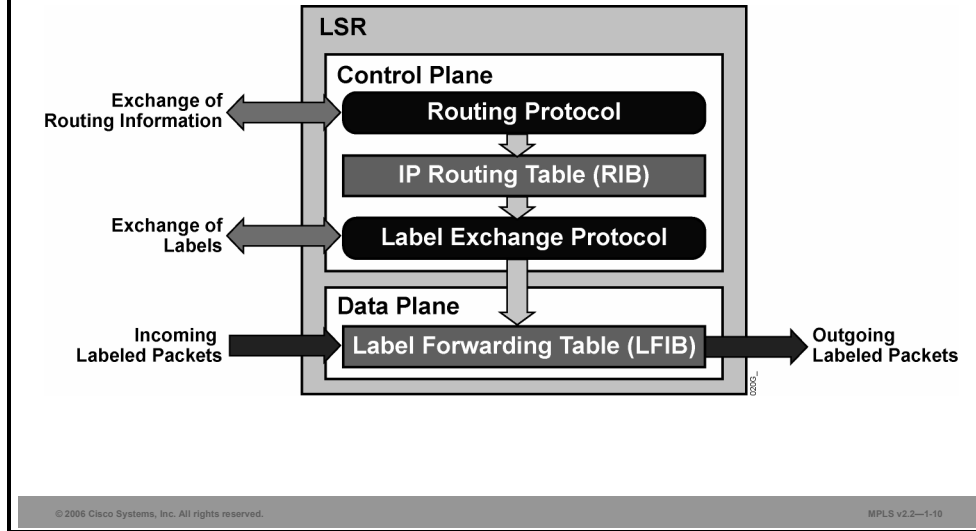 LSR
Control Plane
Exchange of
Routing Information
Routing Protocol
IP Routing Table (RIB)
Exchange of
Labels
Label Exchange Protocol
Data Plane
Incoming
Labeled Packets
Label Forwarding Table (LFIB)
Outgoing
Labeled Packets
020G_
© 2006 Cisco Systems, Inc. All rights reserved.
MPLS v2.2—1-10